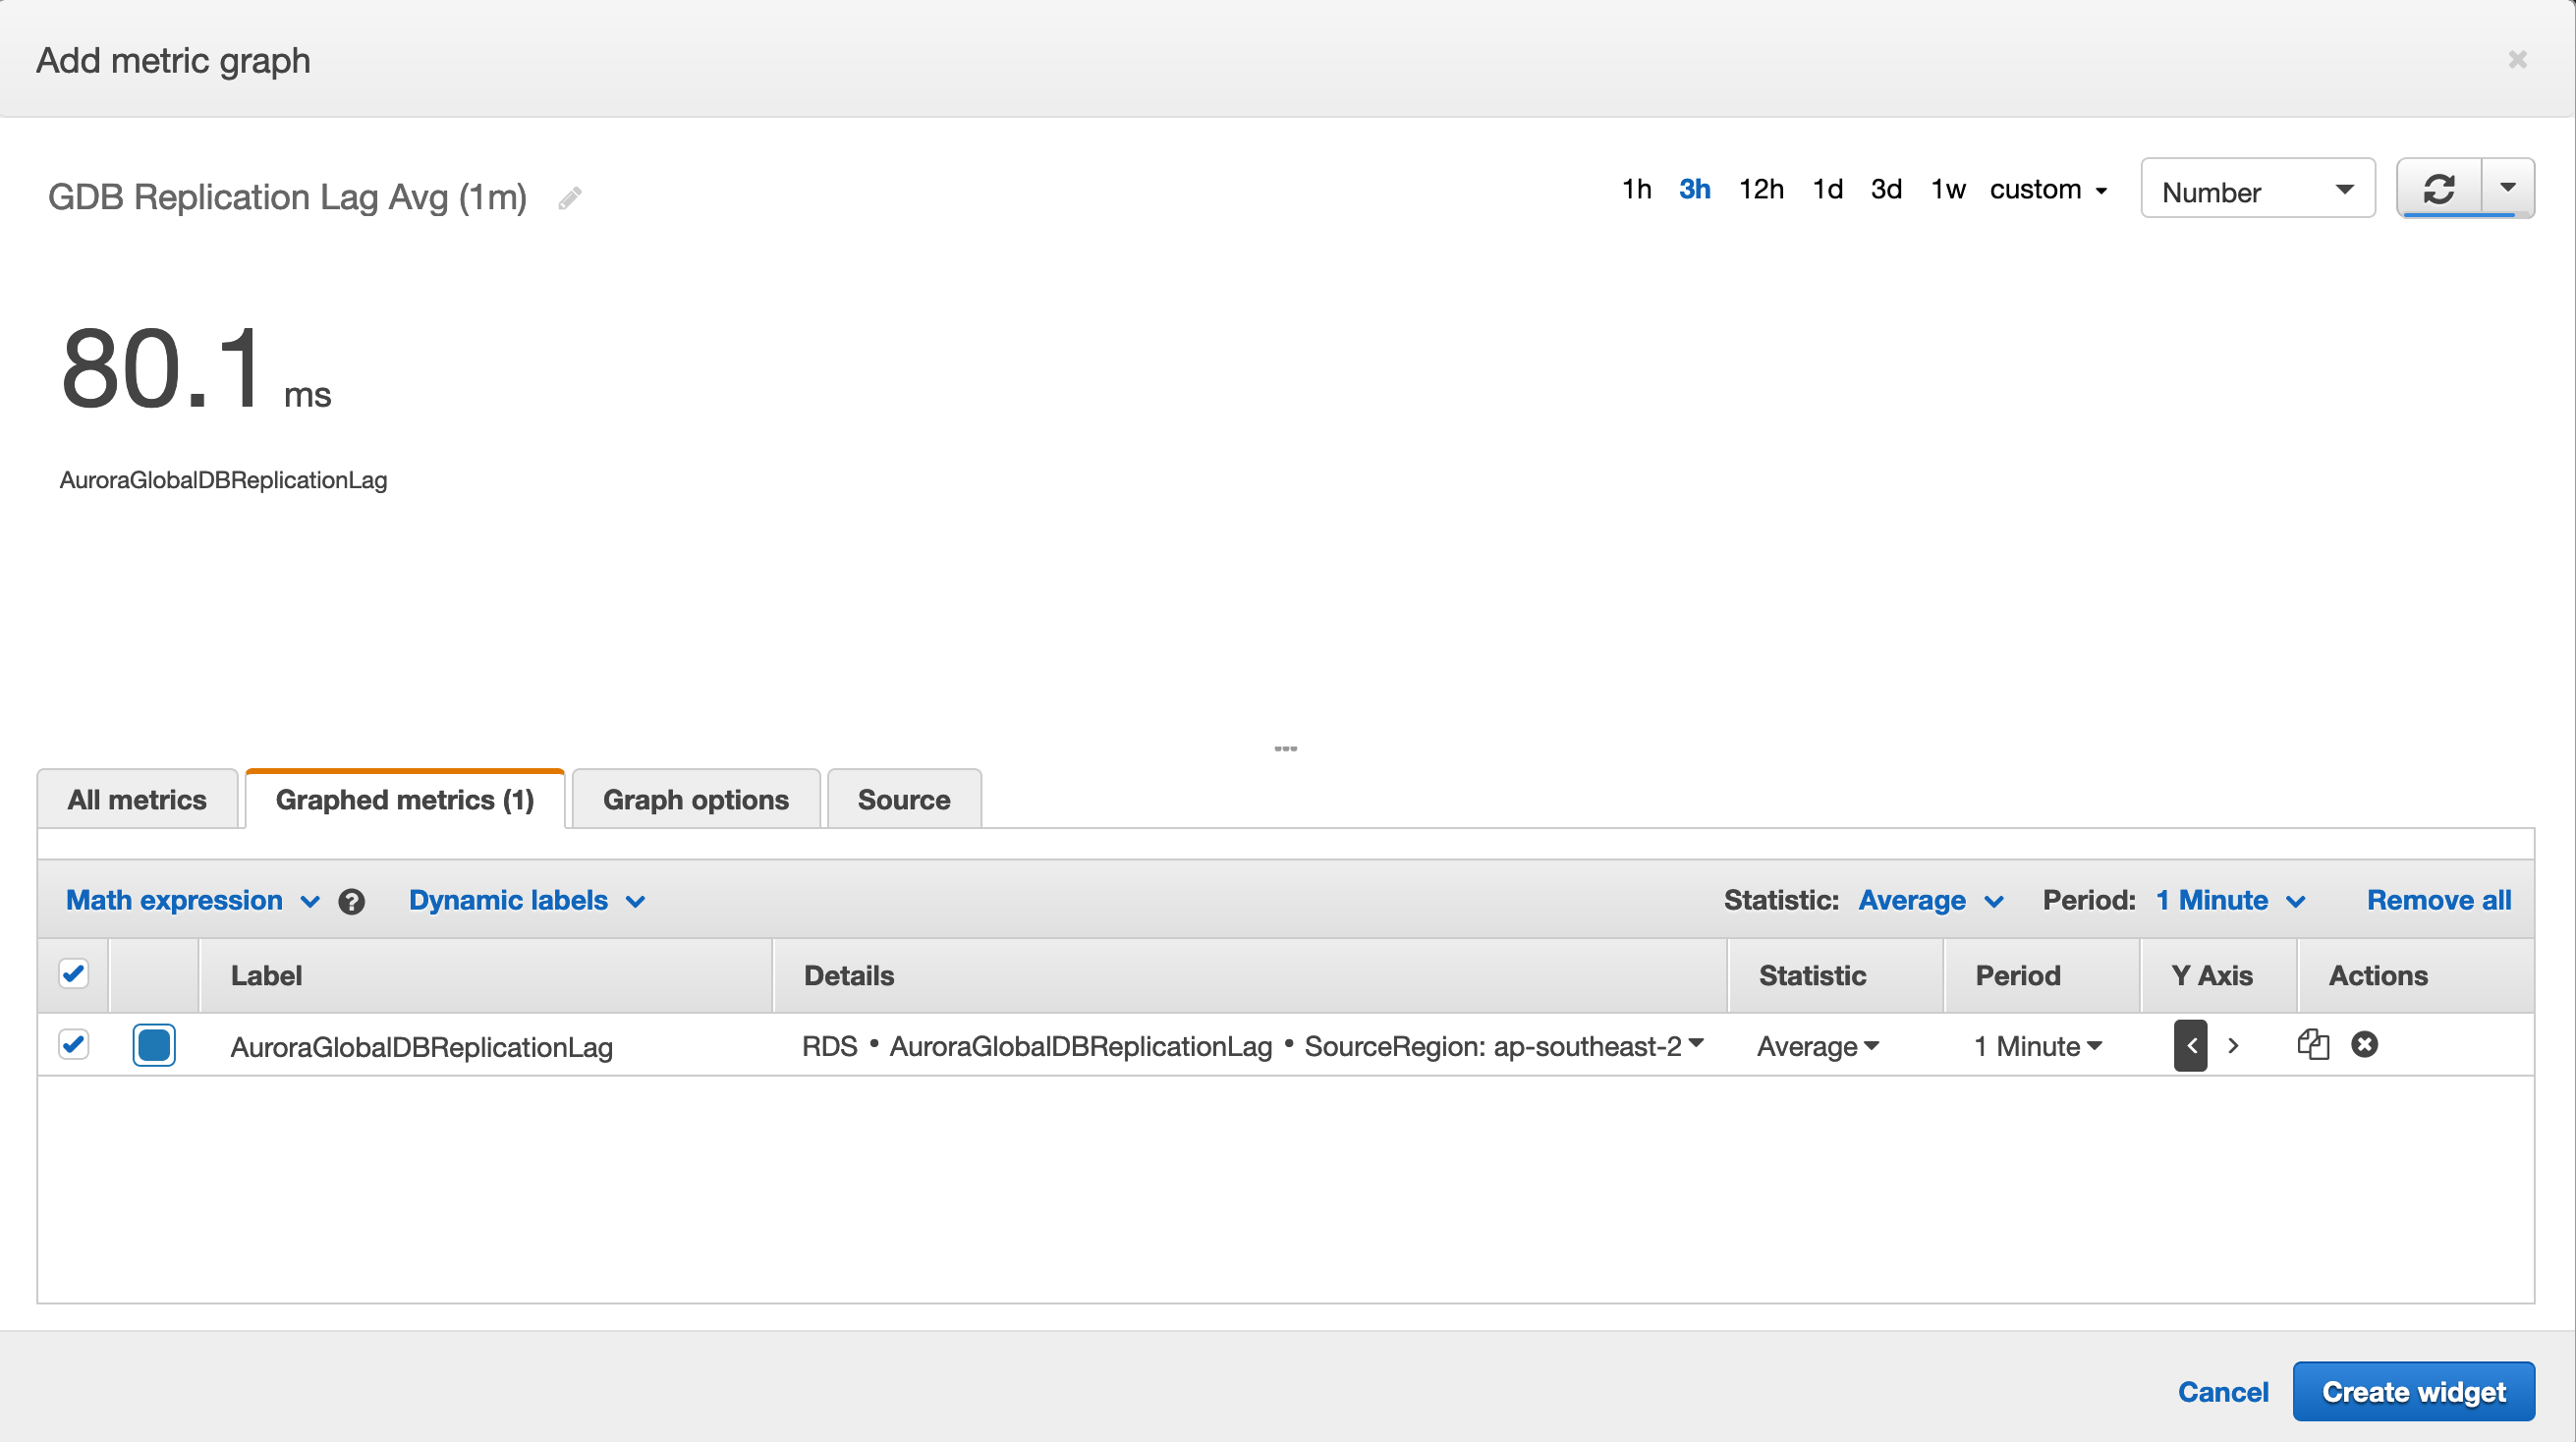 Add metric graph
GDB Replication Lag Avg (1m)
1h 3h 12h 1d 3d 1w custom
Number
80.1 ms
AuroraGlobalDBReplicationLag
All metrics
Graphed metrics (1)
Graph options
Source
Math expression
Dynamic labels
Statistic: Average
Period: 1 Minute
Remove all
Label Details Statistic Period Y Axis Actions
AuroraGlobalDBReplicationLag RDS • AuroraGlobalDBReplicationLag • SourceRegion: ap-southeast-2 Average 1 Minute < >
Cancel
Create widget